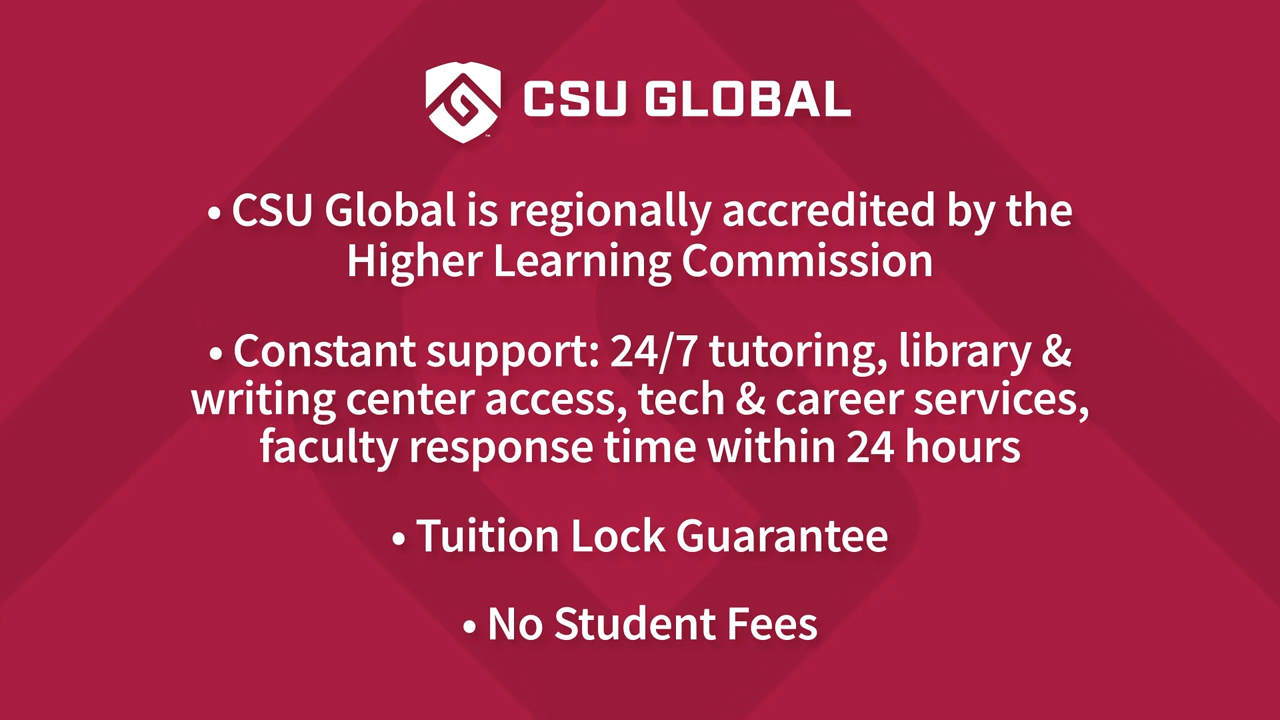 CSU GLOBAL
• CSU Global is regionally accredited by the
Higher Learning Commission
• Constant support: 24/7 tutoring, library &
writing center access, tech & career services,
faculty response time within 24 hours
• Tuition Lock Guarantee
• No Student Fees